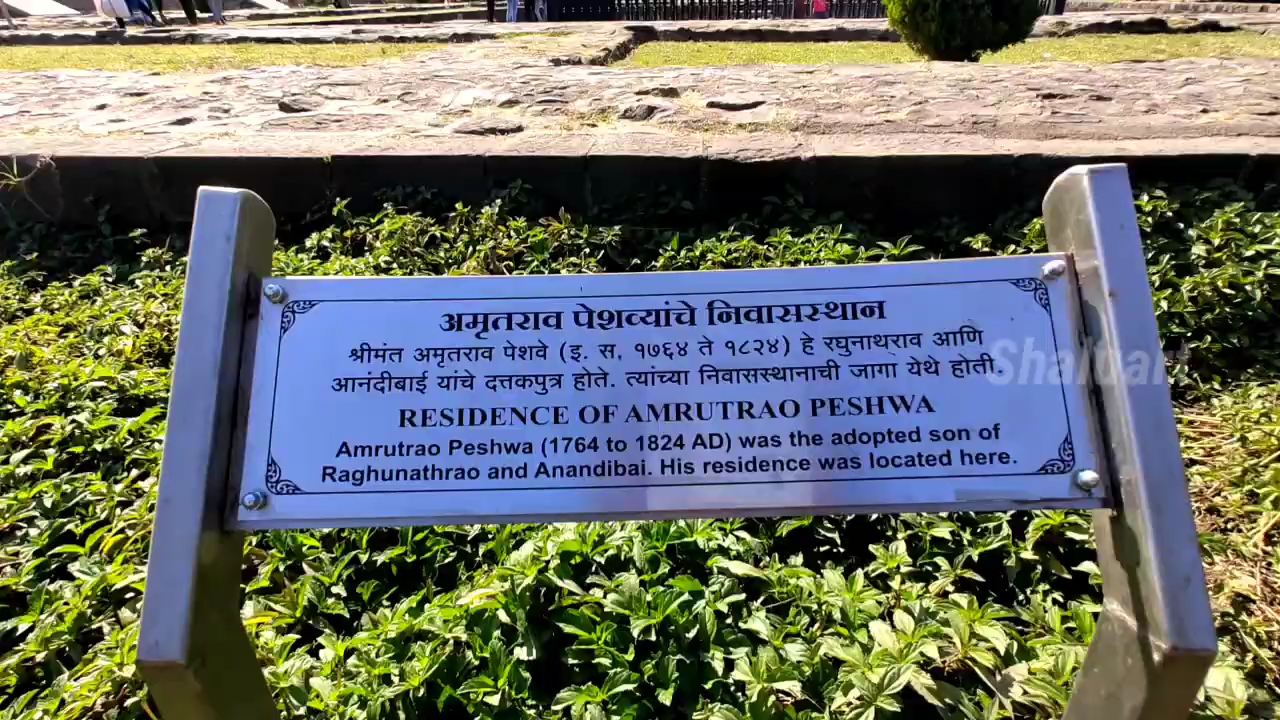 अमृतराव पेशव्यांचे निवासस्थान
श्रीमंत अमृतराव पेशवे (इ. स. १७६४ ते १८२४) हे रघुनाथराव आणि
आनंदीबाई यांचे दत्तकपुत्र होते. त्यांच्या निवासस्थानाची जागा येथे होती.
RESIDENCE OF AMRUTRAO PESHWA
Amrutrao Peshwa (1764 to 1824 AD) was the adopted son of
Raghunathrao and Anandibai. His residence was located here.